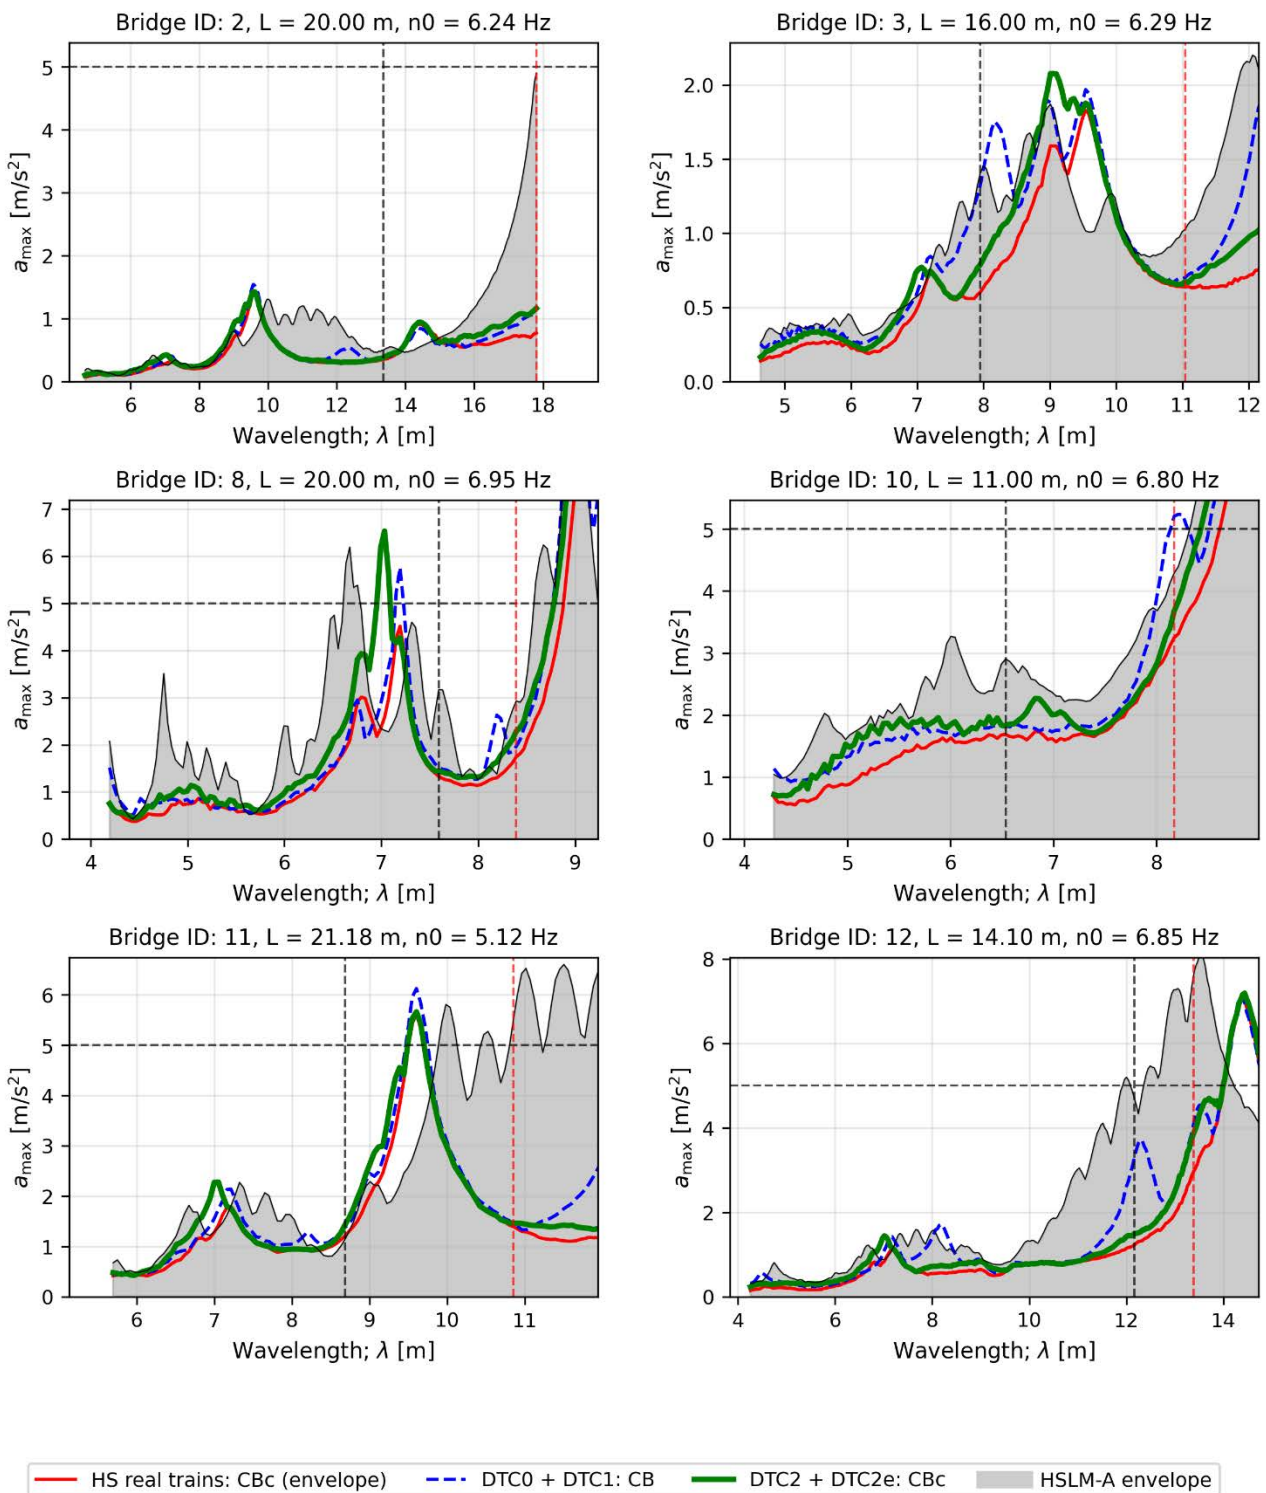 Bridge ID: 2, L = 20.00 m, n0 = 6.24 Hz
5
4
3
2
1
0
a_max [m/s²]
6 8 10 12 14 16 18
Wavelength; λ [m]
Bridge ID: 3, L = 16.00 m, n0 = 6.29 Hz
2.0
1.5
1.0
0.5
0.0
a_max [m/s²]
5 6 7 8 9 10 11 12
Wavelength; λ [m]
Bridge ID: 8, L = 20.00 m, n0 = 6.95 Hz
7
6
5
4
3
2
1
0
a_max [m/s²]
4 5 6 7 8 9
Wavelength; λ [m]
Bridge ID: 10, L = 11.00 m, n0 = 6.80 Hz
5
4
3
2
1
0
a_max [m/s²]
4 5 6 7 8
Wavelength; λ [m]
Bridge ID: 11, L = 21.18 m, n0 = 5.12 Hz
6
5
4
3
2
1
0
a_max [m/s²]
6 7 8 9 10 11
Wavelength; λ [m]
Bridge ID: 12, L = 14.10 m, n0 = 6.85 Hz
8
6
4
2
0
a_max [m/s²]
4 6 8 10 12 14
Wavelength; λ [m]
HS real trains: CBc (envelope) DTC0 + DTC1: CB DTC2 + DTC2e: CBc HSLM-A envelope